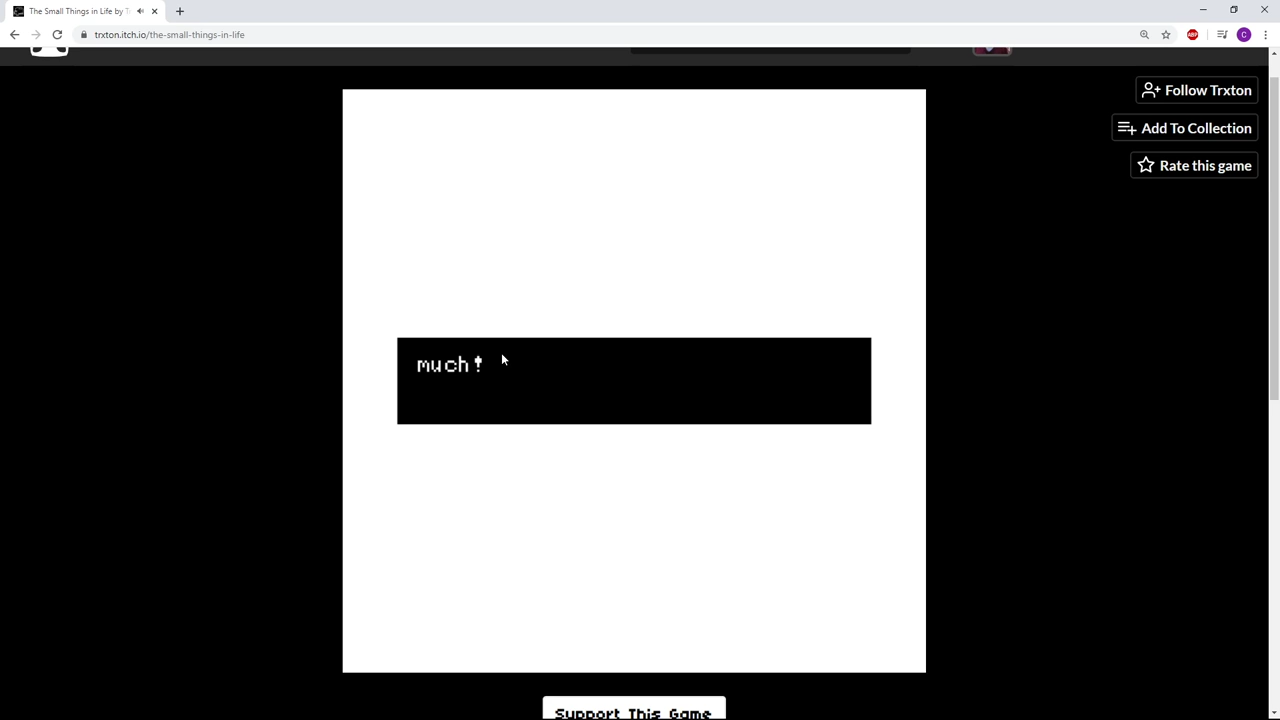 The Small Things in Life by T
trxton.itch.io/the-small-things-in-life
ABP
C
Follow Trxton
Add To Collection
Rate this game
much!
Support This Game